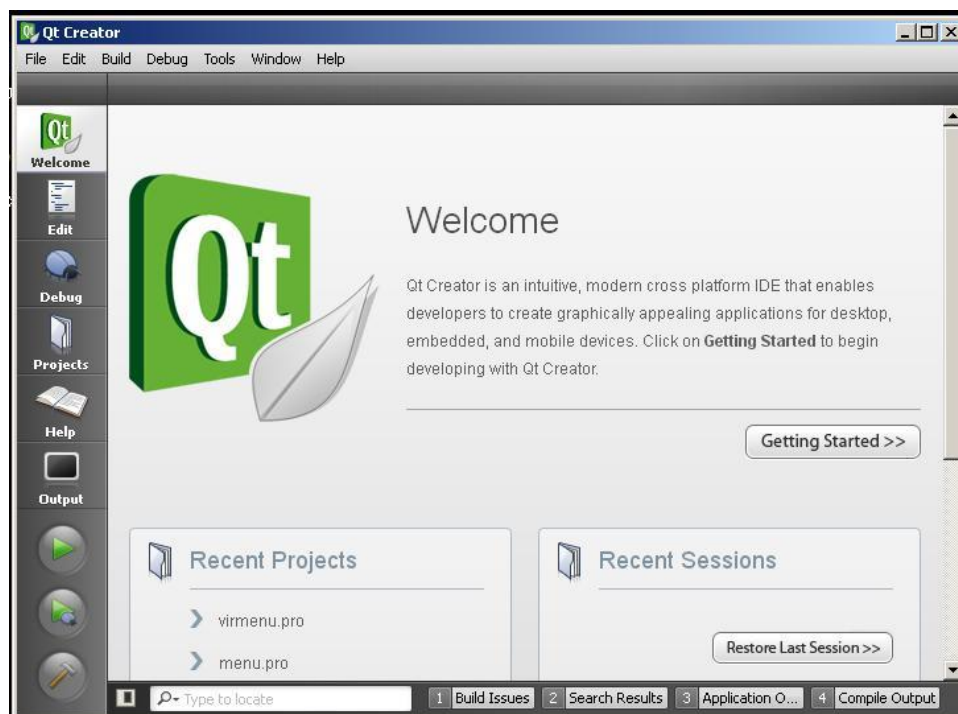 Qt Creator
File Edit Build Debug Tools Window Help
Qt
Welcome
Edit
Debug
Projects
Help
Output
Qt
Welcome
Qt Creator is an intuitive, modern cross platform IDE that enables
developers to create graphically appealing applications for desktop,
embedded, and mobile devices. Click on Getting Started to begin
developing with Qt Creator.
Getting Started >>
Recent Projects
virmenu.pro
menu.pro
Recent Sessions
Restore Last Session >>
Type to locate
1 Build Issues 2 Search Results 3 Application O... 4 Compile Output